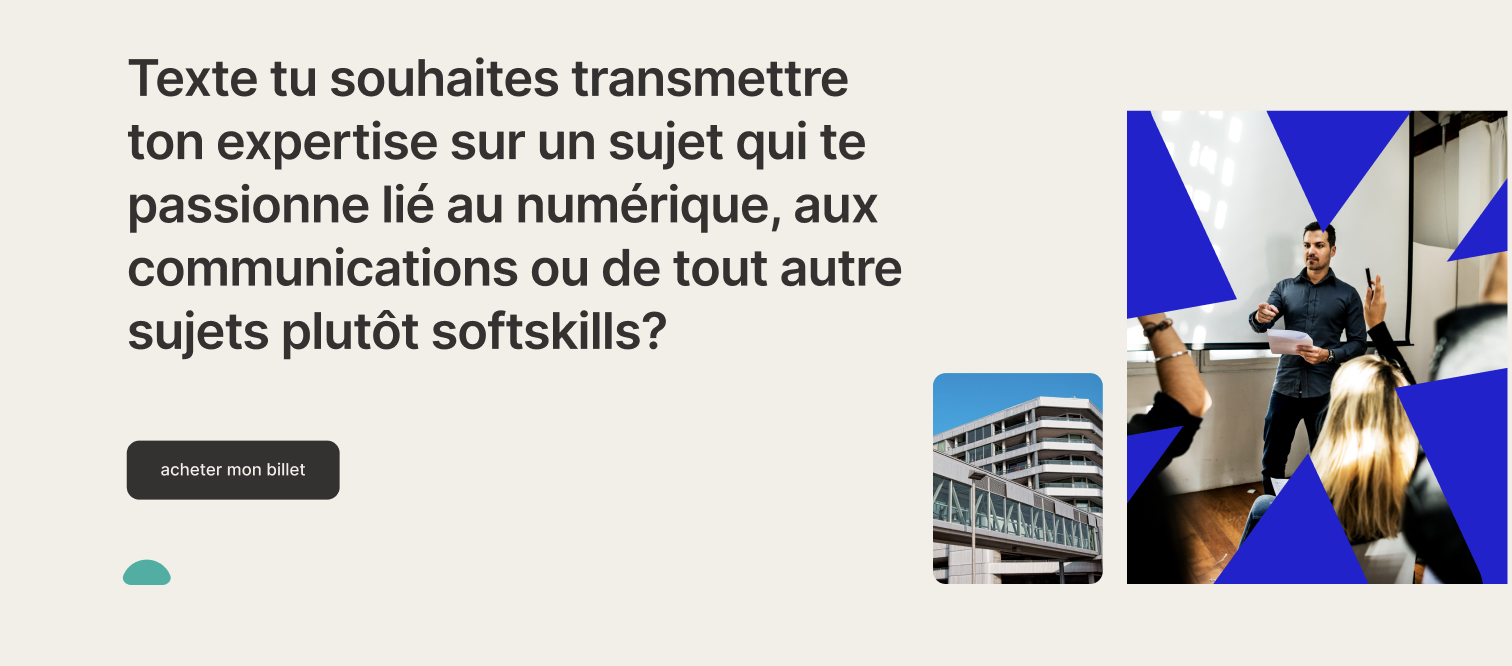 Texte tu souhaites transmettre
ton expertise sur un sujet qui te
passionne lié au numérique, aux
communications ou de tout autre
sujets plutôt softskills?
acheter mon billet